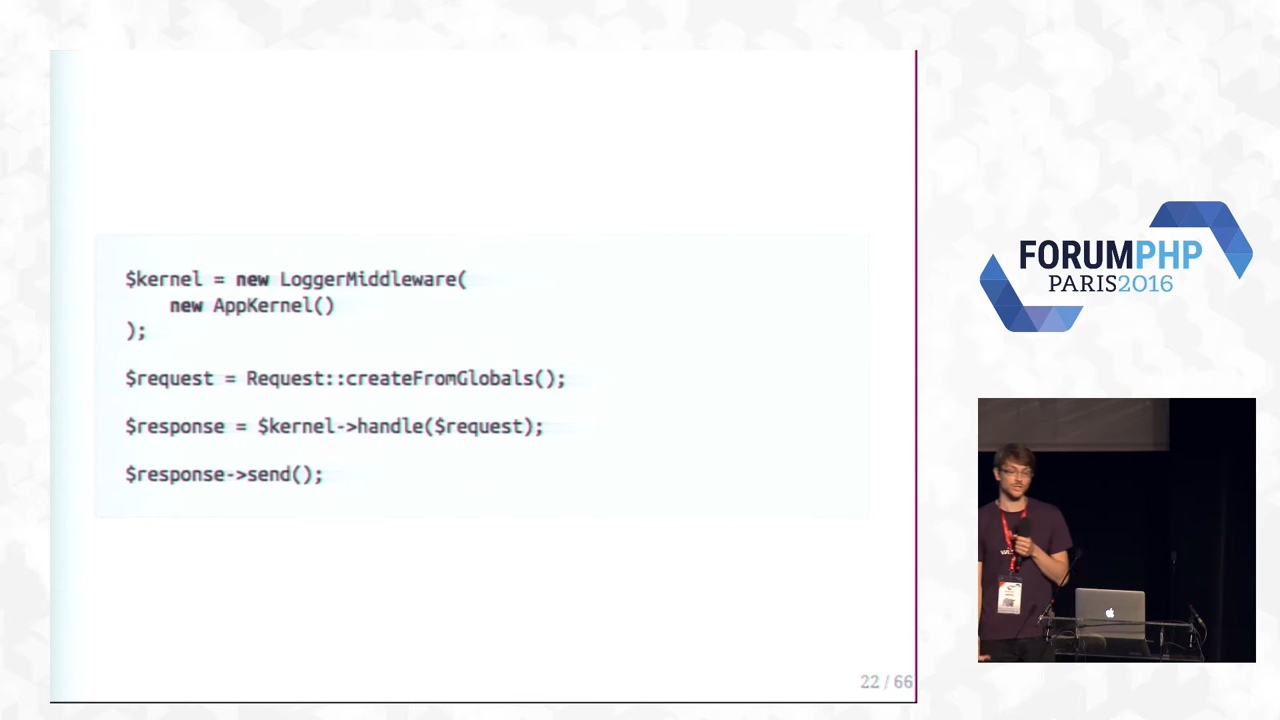 $kernel = new LoggerMiddleware(
    new AppKernel()
);
$request = Request::createFromGlobals();
$response = $kernel->handle($request);
$response->send();
22 / 66
FORUMPHP
PARIS2016